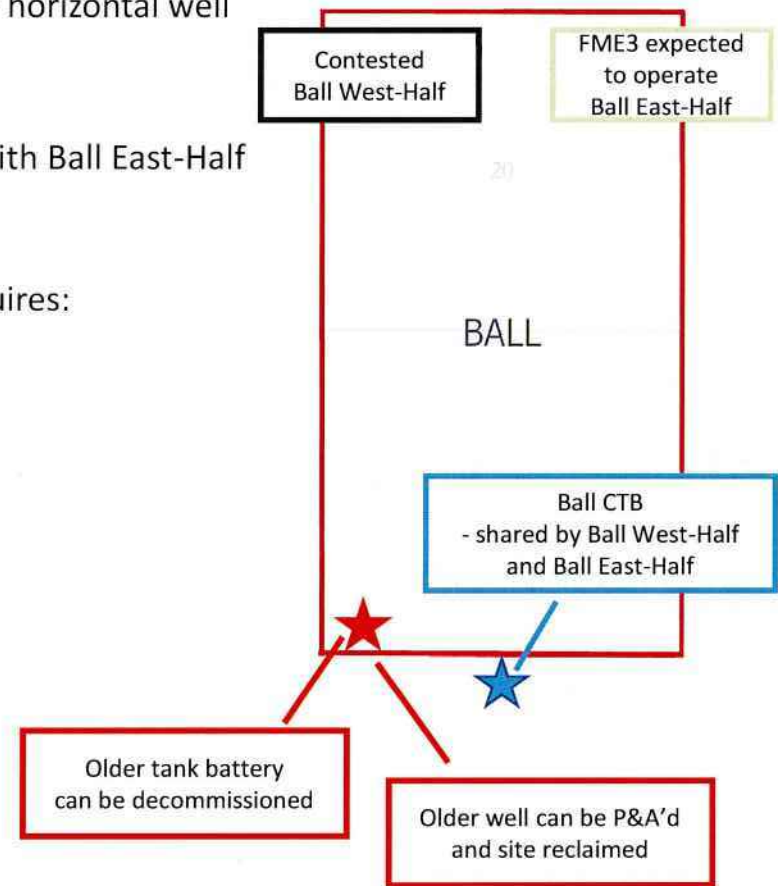 horizontal well
Contested
Ball West-Half
FME3 expected
to operate
Ball East-Half
ith Ball East-Half
20
uires:
BALL
Ball CTB
- shared by Ball West-Half
and Ball East-Half
Older tank battery
can be decommissioned
Older well can be P&A'd
and site reclaimed